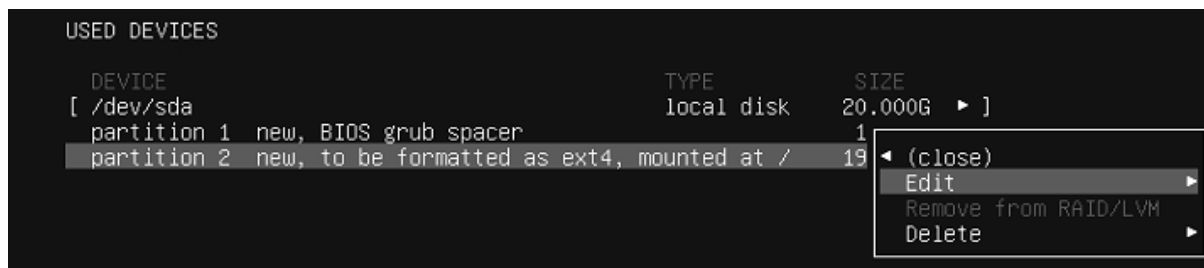 USED DEVICES
DEVICE TYPE SIZE
[ /dev/sda local disk 20.000G ► ]
partition 1 new, BIOS grub spacer 1
partition 2 new, to be formatted as ext4, mounted at / 19
◄ (close)
Edit ►
Remove from RAID/LVM
Delete ►